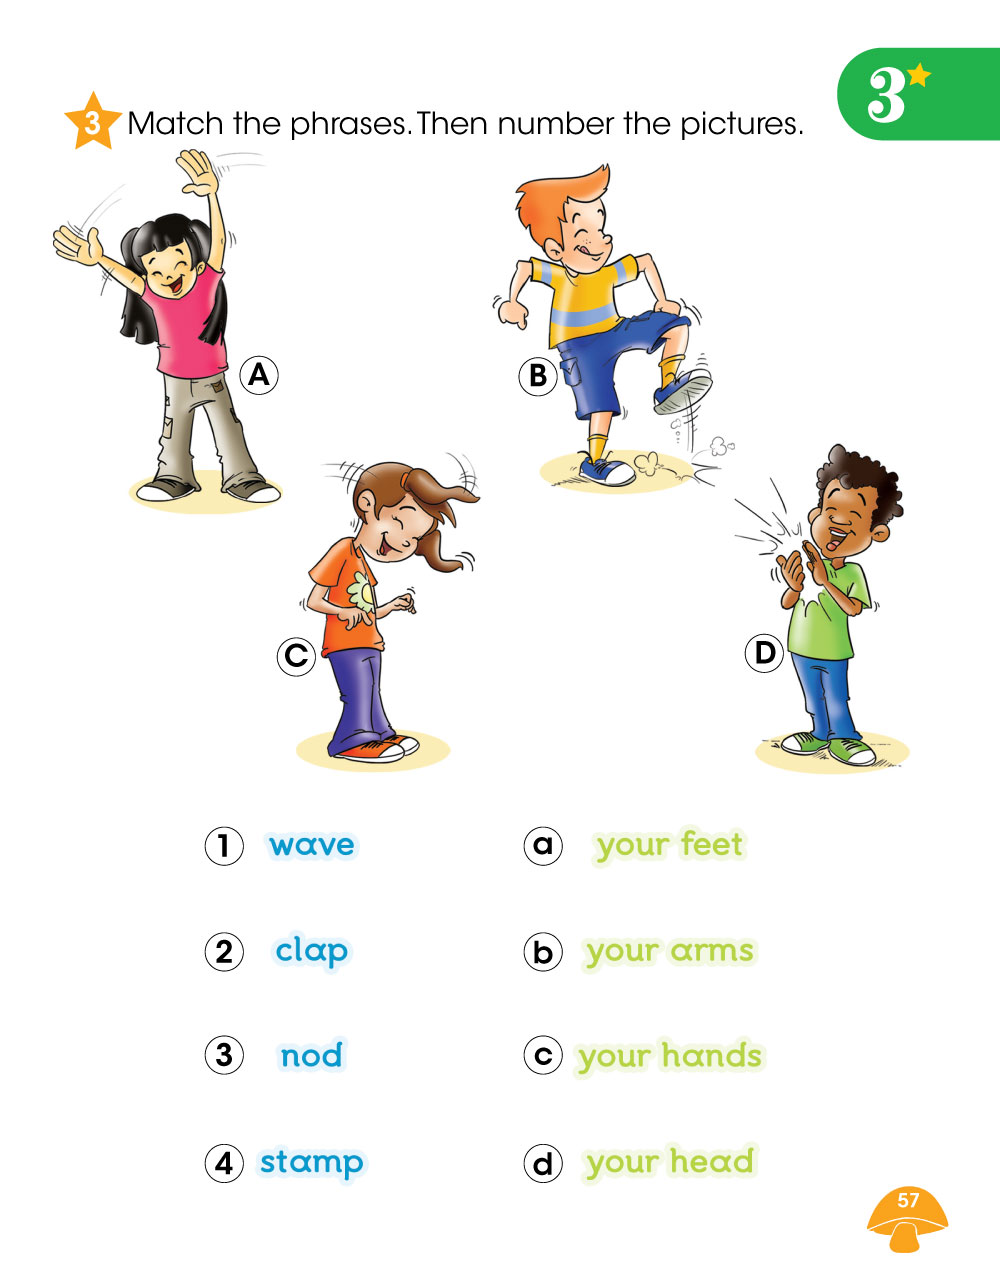 3
3 Match the phrases. Then number the pictures.
A
B
C
D
1 wave a your feet
2 clap b your arms
3 nod c your hands
4 stamp d your head
57